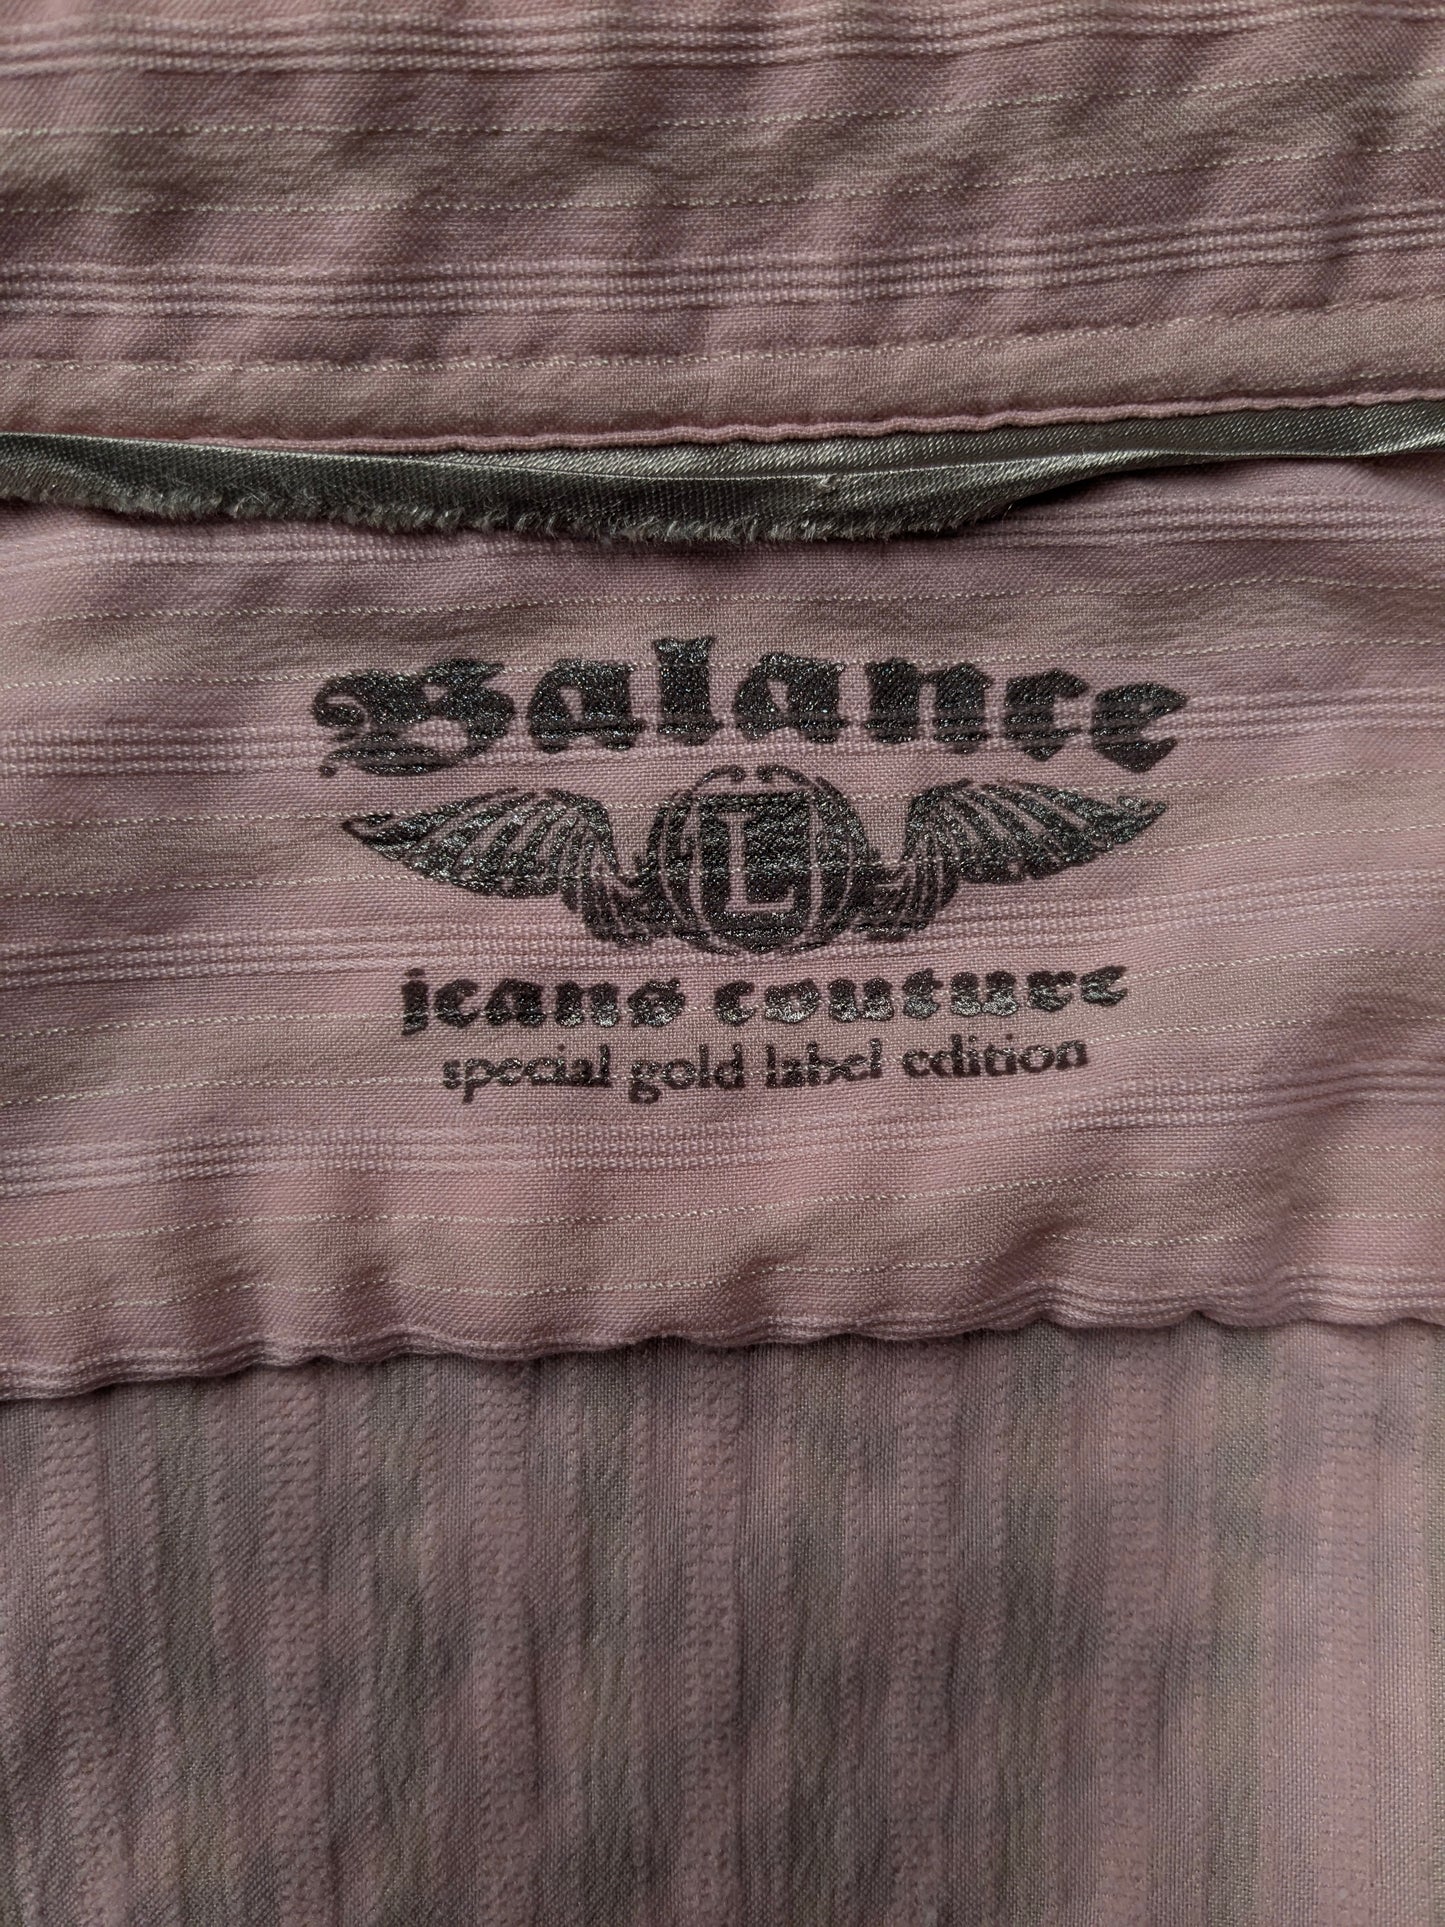 Balance
L
jeans couture
special gold label edition